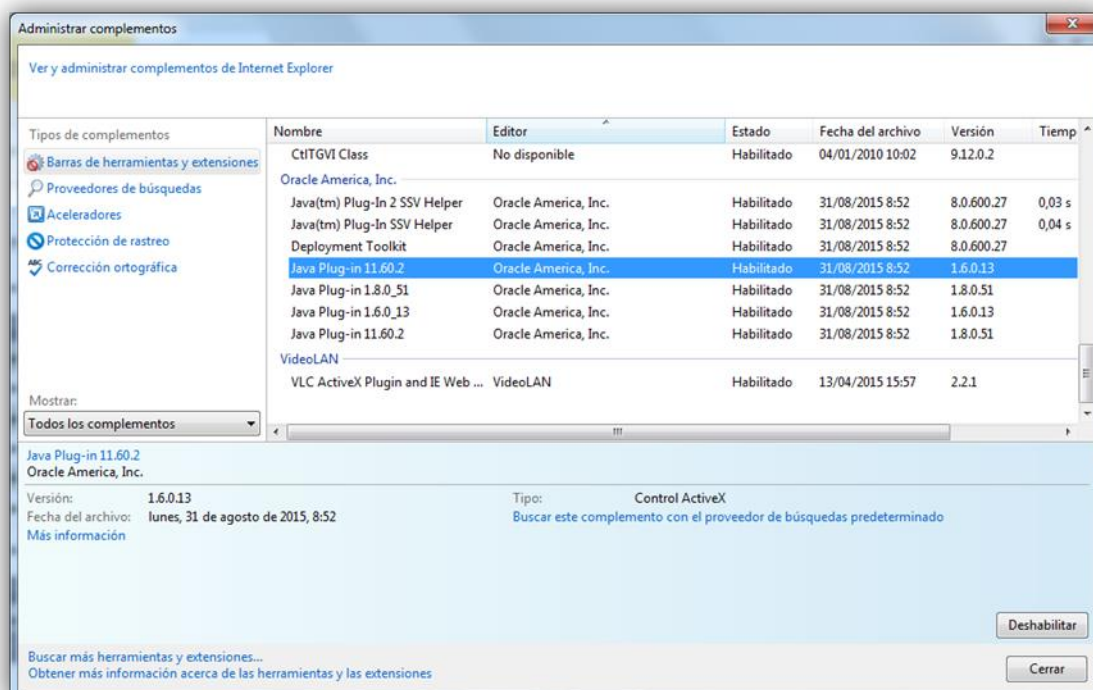 Administrar complementos
Ver y administrar complementos de Internet Explorer
Tipos de complementos
Barras de herramientas y extensiones
Proveedores de búsquedas
Aceleradores
Protección de rastreo
Corrección ortográfica
Mostrar:
Todos los complementos
Nombre Editor Estado Fecha del archivo Versión Tiemp
CtlTGVI Class No disponible Habilitado 04/01/2010 10:02 9.12.0.2
Oracle America, Inc.
Java(tm) Plug-In 2 SSV Helper Oracle America, Inc. Habilitado 31/08/2015 8:52 8.0.600.27 0,03 s
Java(tm) Plug-In SSV Helper Oracle America, Inc. Habilitado 31/08/2015 8:52 8.0.600.27 0,04 s
Deployment Toolkit Oracle America, Inc. Habilitado 31/08/2015 8:52 8.0.600.27
Java Plug-in 11.60.2 Oracle America, Inc. Habilitado 31/08/2015 8:52 1.6.0.13
Java Plug-in 1.8.0_51 Oracle America, Inc. Habilitado 31/08/2015 8:52 1.8.0.51
Java Plug-in 1.6.0_13 Oracle America, Inc. Habilitado 31/08/2015 8:52 1.6.0.13
Java Plug-in 11.60.2 Oracle America, Inc. Habilitado 31/08/2015 8:52 1.8.0.51
VideoLAN
VLC ActiveX Plugin and IE Web ... VideoLAN Habilitado 13/04/2015 15:57 2.2.1
Java Plug-in 11.60.2
Oracle America, Inc.
Versión: 1.6.0.13 Tipo: Control ActiveX
Fecha del archivo: lunes, 31 de agosto de 2015, 8:52 Buscar este complemento con el proveedor de búsquedas predeterminado
Más información
Deshabilitar
Buscar más herramientas y extensiones...
Obtener más información acerca de las herramientas y las extensiones
Cerrar